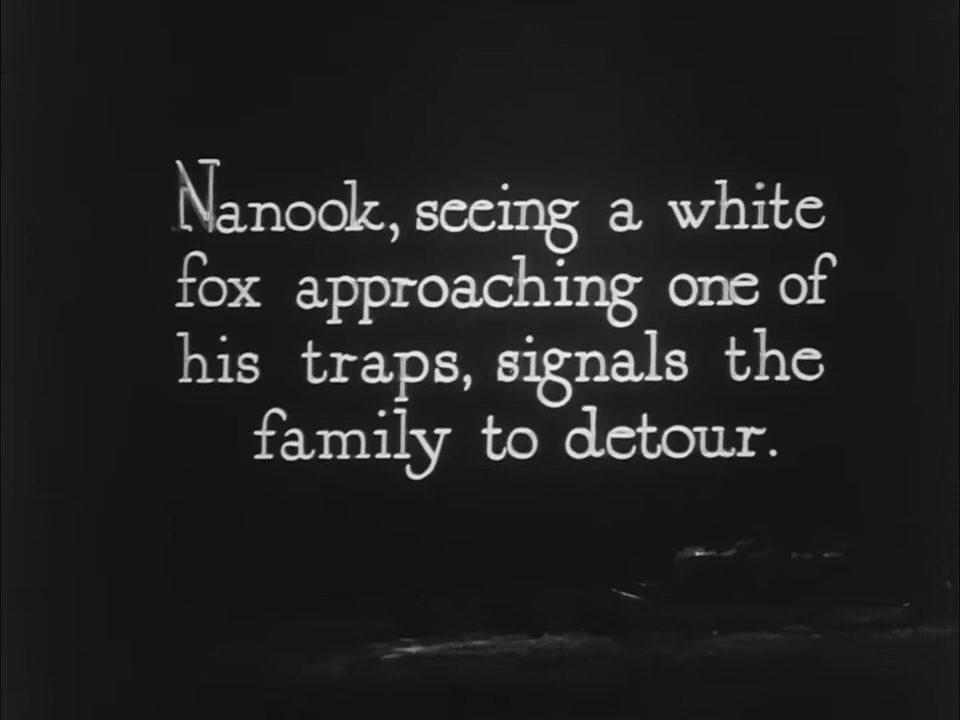 Nanook, seeing a white
fox approaching one of
his traps, signals the
family to detour.